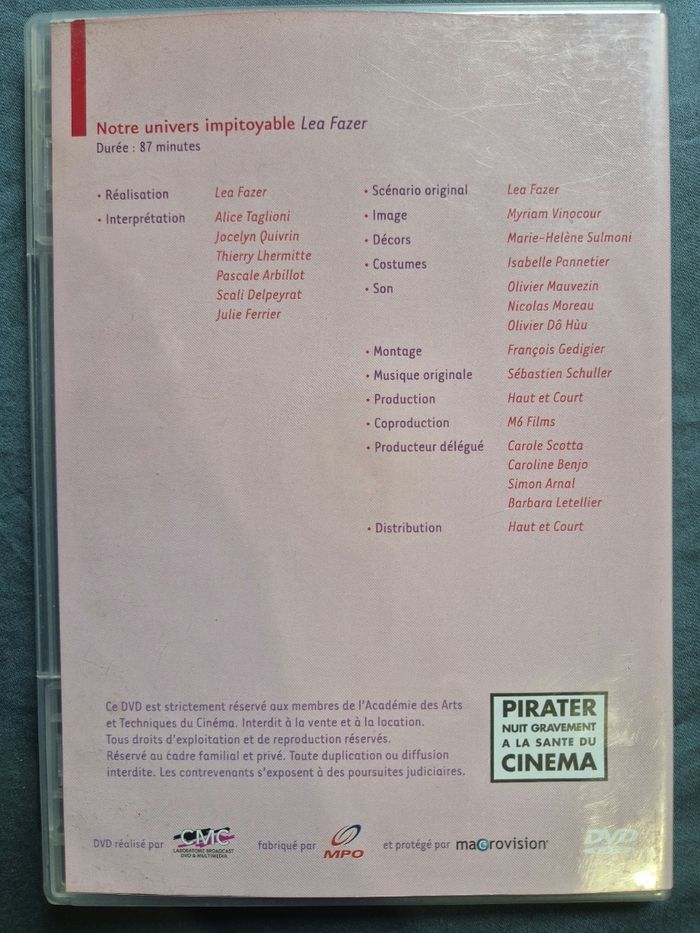 Notre univers impitoyable Lea Fazer
Durée : 87 minutes
• Réalisation Lea Fazer
• Interprétation Alice Taglioni
Jocelyn Quivrin
Thierry Lhermitte
Pascale Arbillot
Scali Delpeyrat
Julie Ferrier
• Scénario original Lea Fazer
• Image Myriam Vinocour
• Décors Marie-Helène Sulmoni
• Costumes Isabelle Pannetier
• Son Olivier Mauvezin
Nicolas Moreau
Olivier Dô Hùu
• Montage François Gedigier
• Musique originale Sébastien Schuller
• Production Haut et Court
• Coproduction M6 Films
• Producteur délégué Carole Scotta
Caroline Benjo
Simon Arnal
Barbara Letellier
• Distribution Haut et Court
Ce DVD est strictement réservé aux membres de l'Académie des Arts
et Techniques du Cinéma. Interdit à la vente et à la location.
Tous droits d'exploitation et de reproduction réservés.
Réservé au cadre familial et privé. Toute duplication ou diffusion
interdite. Les contrevenants s'exposent à des poursuites judiciaires.
PIRATER
NUIT GRAVEMENT
A LA SANTE DU
CINEMA
DVD réalisé par CMC
LABORATOIRE BROADCAST
DVD & MULTIMEDIA
fabriqué par MPO
et protégé par macrovision
DVD